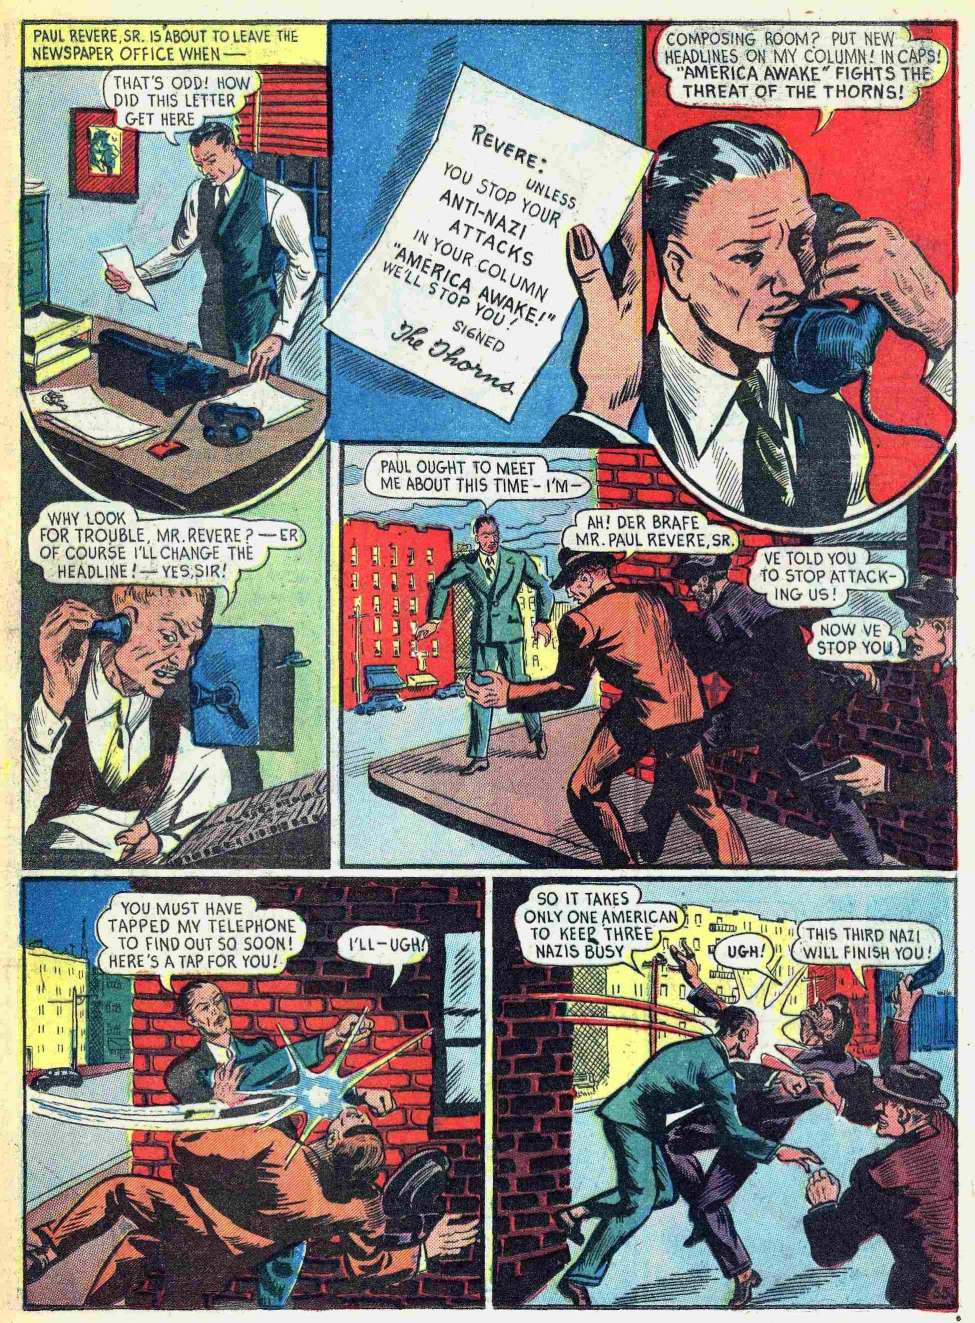 PAUL REVERE, SR. IS ABOUT TO LEAVE THE
NEWSPAPER OFFICE WHEN —
THAT'S ODD! HOW
DID THIS LETTER
GET HERE
REVERE:
UNLESS
YOU STOP YOUR
ANTI-NAZI
ATTACKS
IN YOUR COLUMN
"AMERICA AWAKE!"
WE'LL STOP YOU!
SIGNED
The Thorns
COMPOSING ROOM? PUT NEW
HEADLINES ON MY COLUMN! IN CAPS!
"AMERICA AWAKE" FIGHTS THE
THREAT OF THE THORNS!
WHY LOOK
FOR TROUBLE, MR. REVERE? — ER
OF COURSE I'LL CHANGE THE
HEADLINE! — YES, SIR!
PAUL OUGHT TO MEET
ME ABOUT THIS TIME - I'M -
AH! DER BRAFE
MR. PAUL REVERE, SR.
VE TOLD YOU
TO STOP ATTACK-
ING US!
NOW VE
STOP YOU
YOU MUST HAVE
TAPPED MY TELEPHONE
TO FIND OUT SO SOON!
HERE'S A TAP FOR YOU!
I'LL-UGH!
SO IT TAKES
ONLY ONE AMERICAN
TO KEEP THREE
NAZIS BUSY
UGH!
THIS THIRD NAZI
WILL FINISH YOU!
6